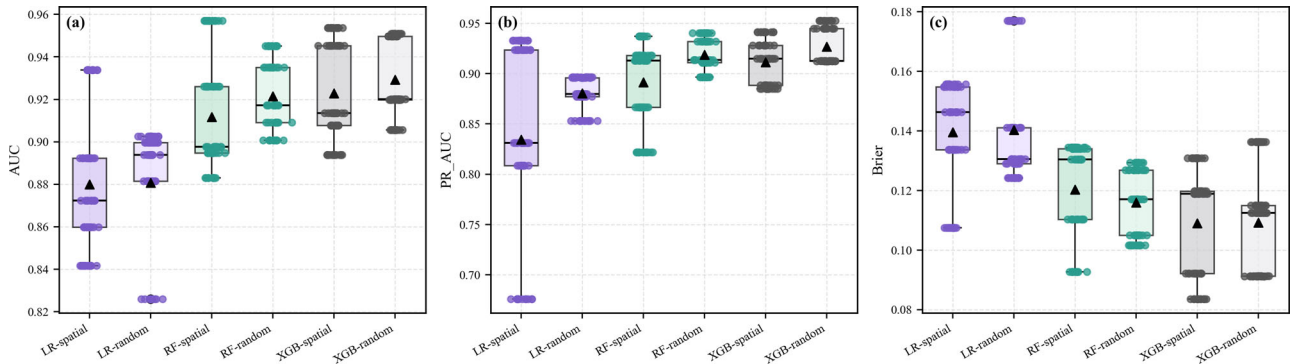 (a)
AUC
0.96
0.94
0.92
0.90
0.88
0.86
0.84
0.82
LR-spatial
LR-random
RF-spatial
RF-random
XGB-spatial
XGB-random
(b)
PR_AUC
0.95
0.90
0.85
0.80
0.75
0.70
LR-spatial
LR-random
RF-spatial
RF-random
XGB-spatial
XGB-random
(c)
Brier
0.18
0.16
0.14
0.12
0.10
0.08
LR-spatial
LR-random
RF-spatial
RF-random
XGB-spatial
XGB-random